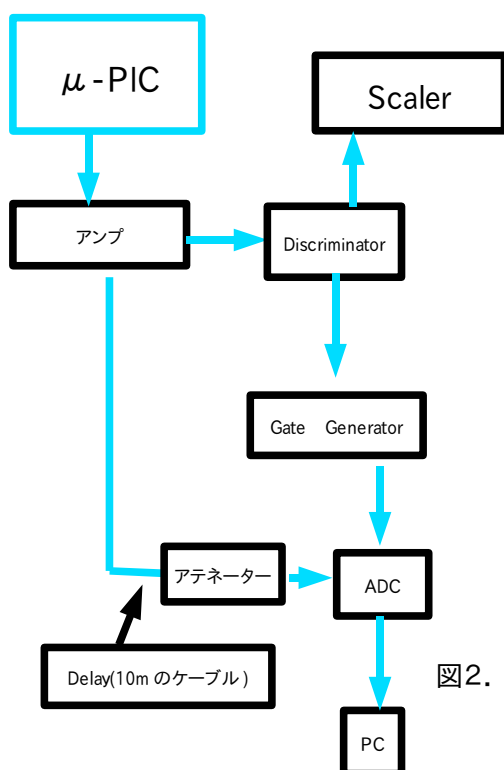 μ-PIC
Scaler
アンプ
Discriminator
Gate Generator
アテネーター
ADC
Delay(10m のケーブル)
図2.
PC